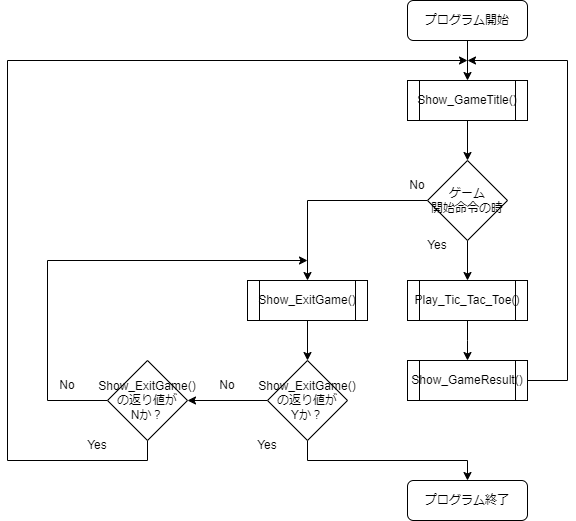 プログラム開始
Show_GameTitle()
ゲーム
開始命令の時
No
Yes
Show_ExitGame()
Play_Tic_Tac_Toe()
Show_ExitGame()
の返り値が
Nか？
No
Yes
Show_ExitGame()
の返り値が
Yか？
No
Yes
Show_GameResult()
プログラム終了